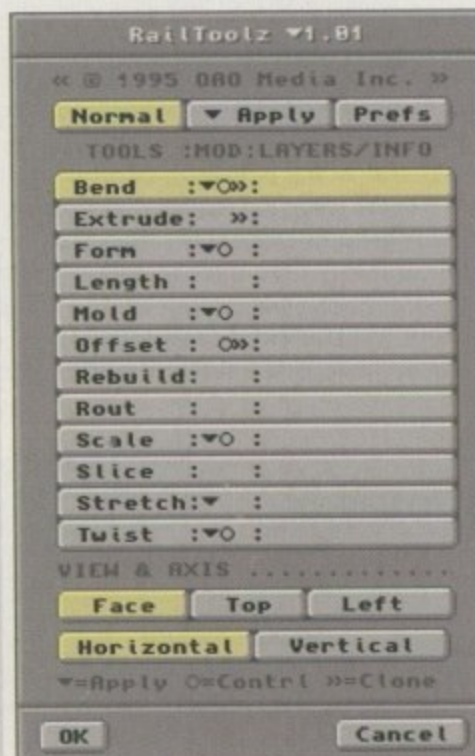 RailToolz ▼1.01
« © 1995 DAO Media Inc. »
Normal ▼ Apply Prefs
TOOLS :MOD:LAYERS/INFO
Bend :▼○»:
Extrude: »:
Form :▼○ :
Length : :
Mold :▼○ :
Offset : ○»:
Rebuild: :
Rout : :
Scale :▼○ :
Slice : :
Stretch:▼ :
Twist :▼○ :
VIEW & AXIS .............
Face Top Left
Horizontal Vertical
▼=Apply ○=Contrl »=Clone
OK Cancel